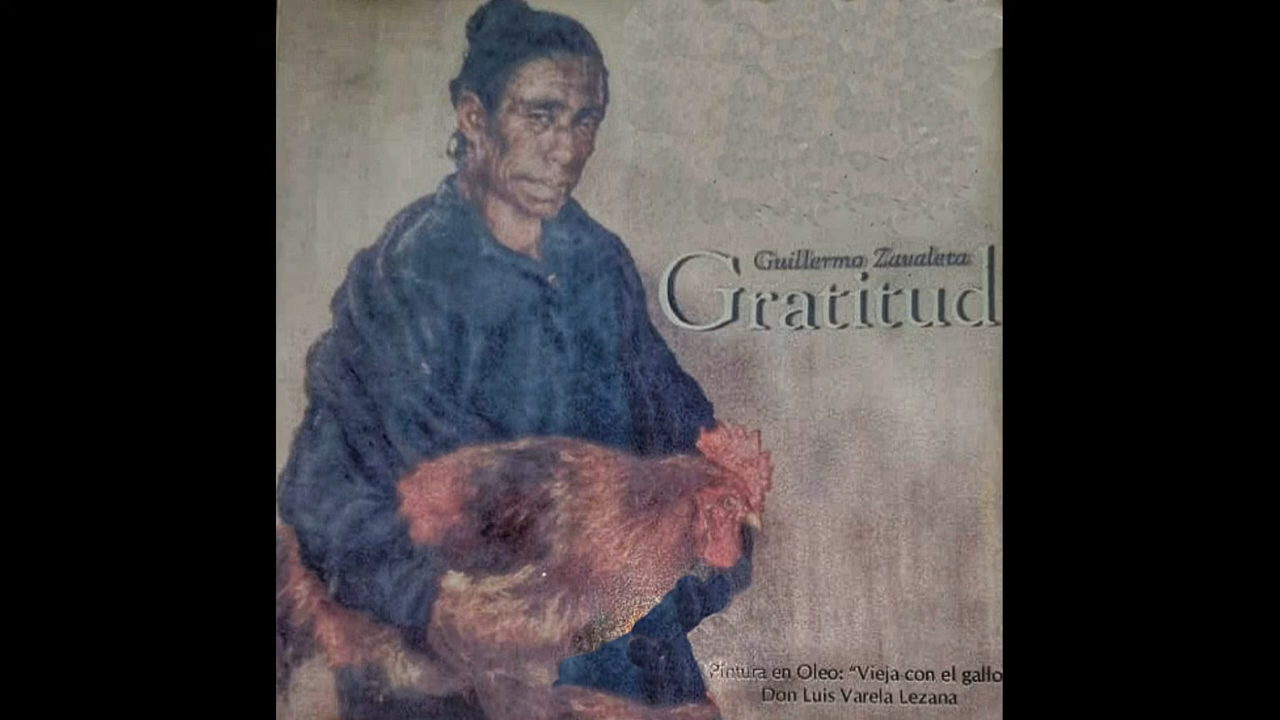 Guillermo Zavaleta
Gratitud
Pintura en Oleo: “Vieja con el gallo
Don Luis Varela Lezana